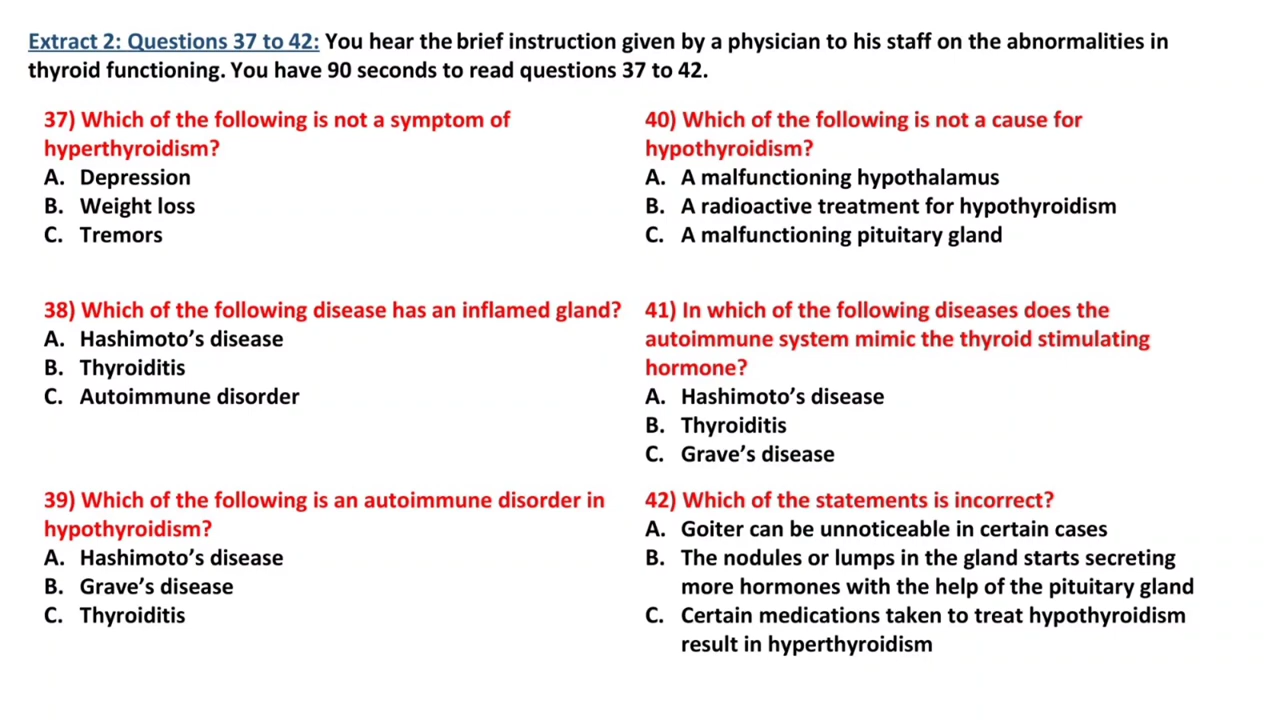 Extract 2: Questions 37 to 42: You hear the brief instruction given by a physician to his staff on the abnormalities in
thyroid functioning. You have 90 seconds to read questions 37 to 42.
37) Which of the following is not a symptom of
hyperthyroidism?
A. Depression
B. Weight loss
C. Tremors
38) Which of the following disease has an inflamed gland?
A. Hashimoto’s disease
B. Thyroiditis
C. Autoimmune disorder
39) Which of the following is an autoimmune disorder in
hypothyroidism?
A. Hashimoto’s disease
B. Grave’s disease
C. Thyroiditis
40) Which of the following is not a cause for
hypothyroidism?
A. A malfunctioning hypothalamus
B. A radioactive treatment for hypothyroidism
C. A malfunctioning pituitary gland
41) In which of the following diseases does the
autoimmune system mimic the thyroid stimulating
hormone?
A. Hashimoto’s disease
B. Thyroiditis
C. Grave’s disease
42) Which of the statements is incorrect?
A. Goiter can be unnoticeable in certain cases
B. The nodules or lumps in the gland starts secreting
more hormones with the help of the pituitary gland
C. Certain medications taken to treat hypothyroidism
result in hyperthyroidism